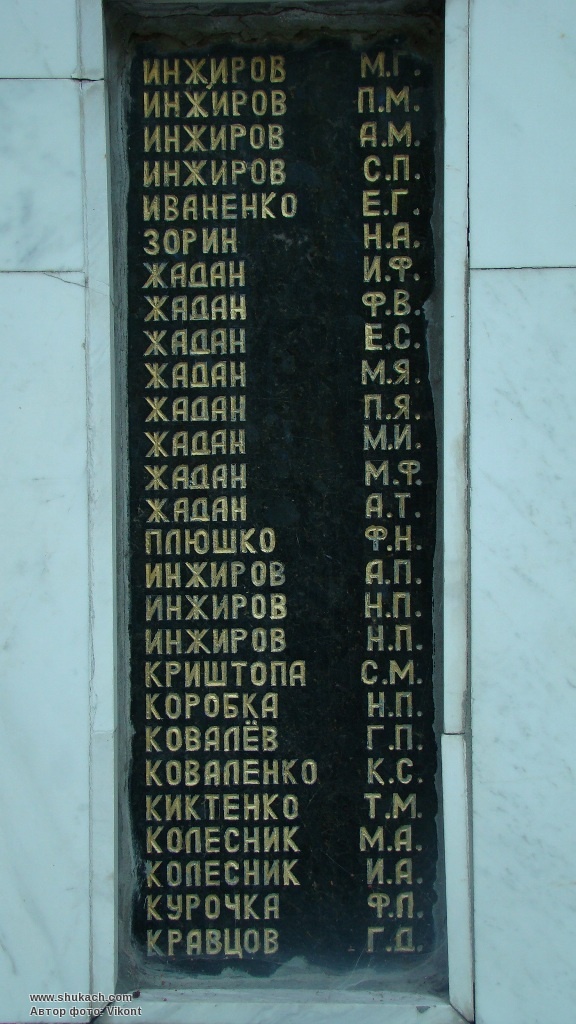 ИНЖИРОВ М.Г.
ИНЖИРОВ П.М.
ИНЖИРОВ А.М.
ИНЖИРОВ С.П.
ИВАНЕНКО Е.Г.
ЗОРИН Н.А.
ЖАДАН И.Ф.
ЖАДАН Ф.В.
ЖАДАН Е.С.
ЖАДАН М.Я.
ЖАДАН П.Я.
ЖАДАН М.И.
ЖАДАН М.Ф.
ЖАДАН А.Т.
ПЛЮШКО Ф.Н.
ИНЖИРОВ А.П.
ИНЖИРОВ Н.П.
ИНЖИРОВ Н.П.
КРИШТОПА С.М.
КОРОБКА Н.П.
КОВАЛЁВ Г.П.
КОВАЛЕНКО К.С.
КИКТЕНКО Т.М.
КОЛЕСНИК М.А.
КОЛЕСНИК И.А.
КУРОЧКА Ф.Л.
КРАВЦОВ Г.Д.
www.shukach.com
Автор фото: Vikont